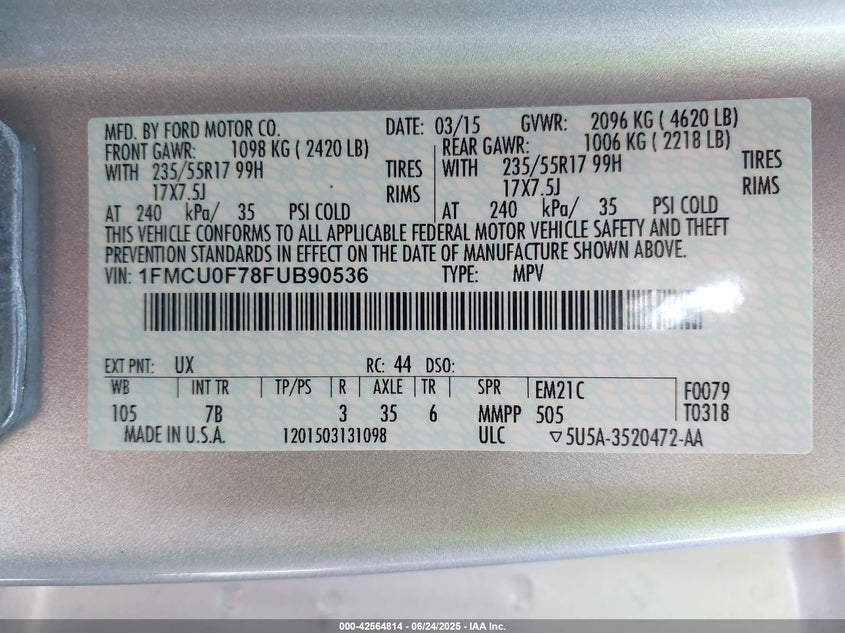 MFD. BY FORD MOTOR CO. DATE: 03/15 GVWR: 2096 KG ( 4620 LB)
FRONT GAWR: 1098 KG ( 2420 LB) REAR GAWR: 1006 KG ( 2218 LB)
WITH 235/55R17 99H TIRES WITH 235/55R17 99H TIRES
17X7.5J RIMS 17X7.5J RIMS
AT 240 kPa/ 35 PSI COLD AT 240 kPa/ 35 PSI COLD
THIS VEHICLE CONFORMS TO ALL APPLICABLE FEDERAL MOTOR VEHICLE SAFETY AND THEFT
PREVENTION STANDARDS IN EFFECT ON THE DATE OF MANUFACTURE SHOWN ABOVE.
VIN: 1FMCU0F78FUB90536 TYPE: MPV
EXT PNT: UX RC: 44 DSO:
WB INT TR TP/PS R AXLE TR SPR EM21C F0079
105 7B 3 35 6 MMPP 505 T0318
MADE IN U.S.A. 1201503131098 ULC ▽5U5A-3520472-AA
000-42564814 - 06/24/2025 - IAA Inc.